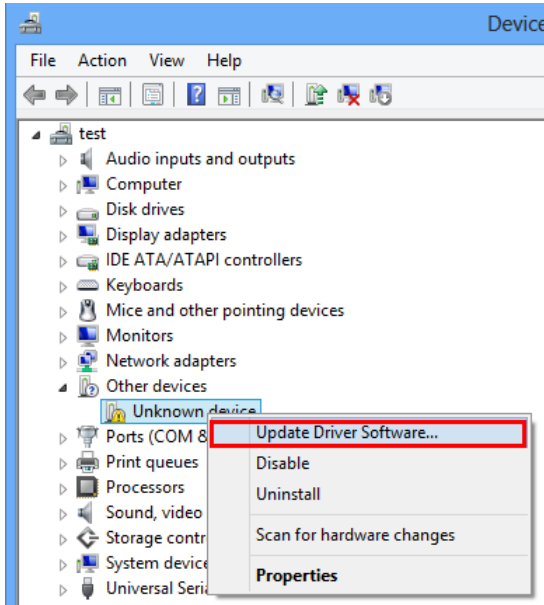 Device
File Action View Help
test
Audio inputs and outputs
Computer
Disk drives
Display adapters
IDE ATA/ATAPI controllers
Keyboards
Mice and other pointing devices
Monitors
Network adapters
Other devices
Unknown device
Update Driver Software...
Ports (COM &
Disable
Print queues
Uninstall
Processors
Sound, video
Scan for hardware changes
Storage contr
System device
Properties
Universal Seria